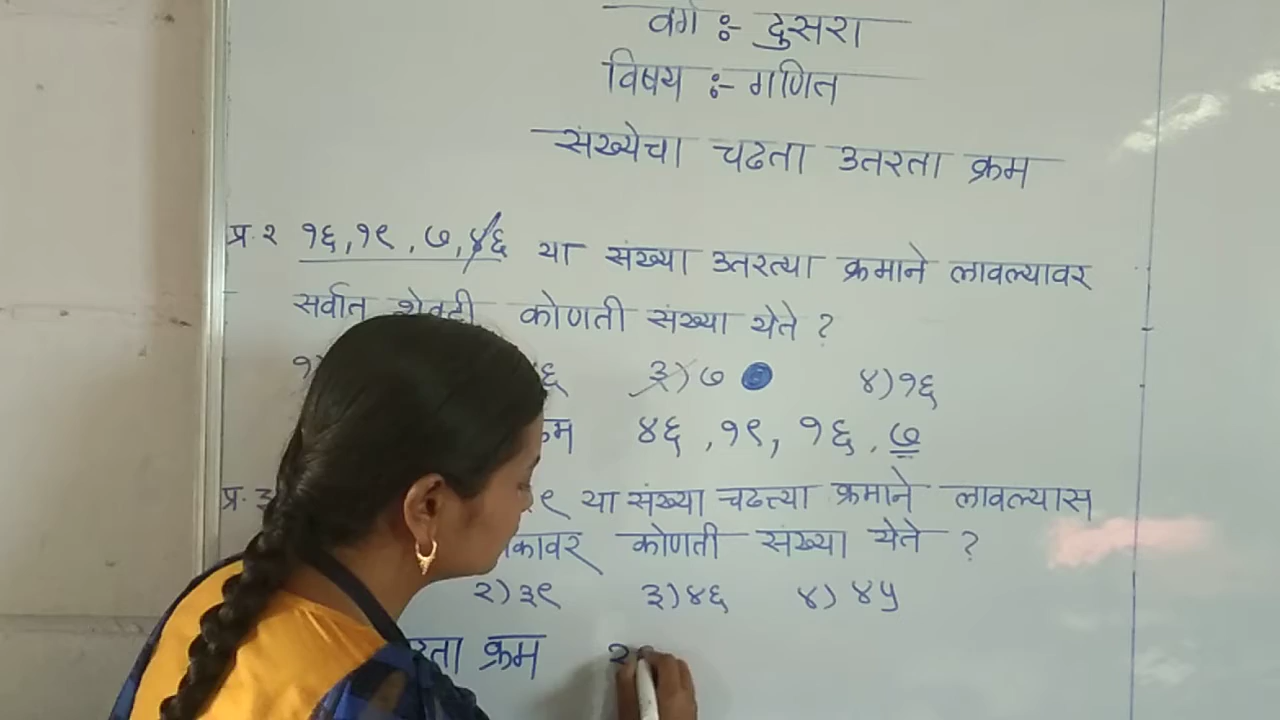 वर्ग :- दुसरा
विषय :- गणित
संख्येचा चढता उतरता क्रम
प्र.२ १६,१९,७,४६ या संख्या उतरत्या क्रमाने लावल्यावर
सर्वात शेवटी कोणती संख्या येते ?
१) ३) ७ ४) १६
४६,१९,१६,७
प्र.३ या संख्या चढत्या क्रमाने लावल्यास
कोणती संख्या येते ?
२) ३९ ३) ४६ ४) ४५
क्रम